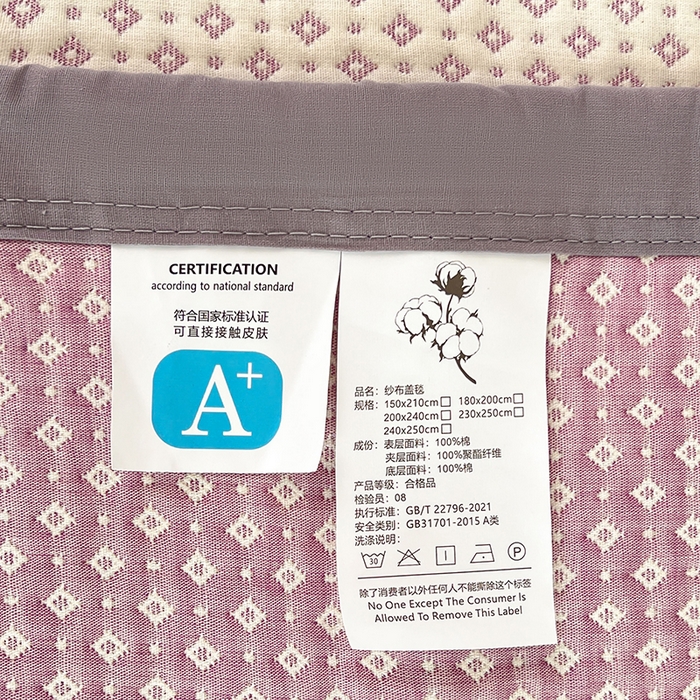 CERTIFICATION
according to national standard
符合国家标准认证
可直接接触皮肤
A+
品名：纱布盖毯
规格：150x210cm□ 180x200cm□
200x240cm□ 230x250cm□
240x250cm□
成份：表层面料：100%棉
夹层面料：100%聚酯纤维
底层面料：100%棉
产品等级：合格品
检验员：08
执行标准：GB/T 22796-2021
安全类别：GB31701-2015 A类
洗涤说明：
30
P
除了消费者以外任何人不能撕除这个标签
No One Except The Consumer Is
Allowed To Remove This Label